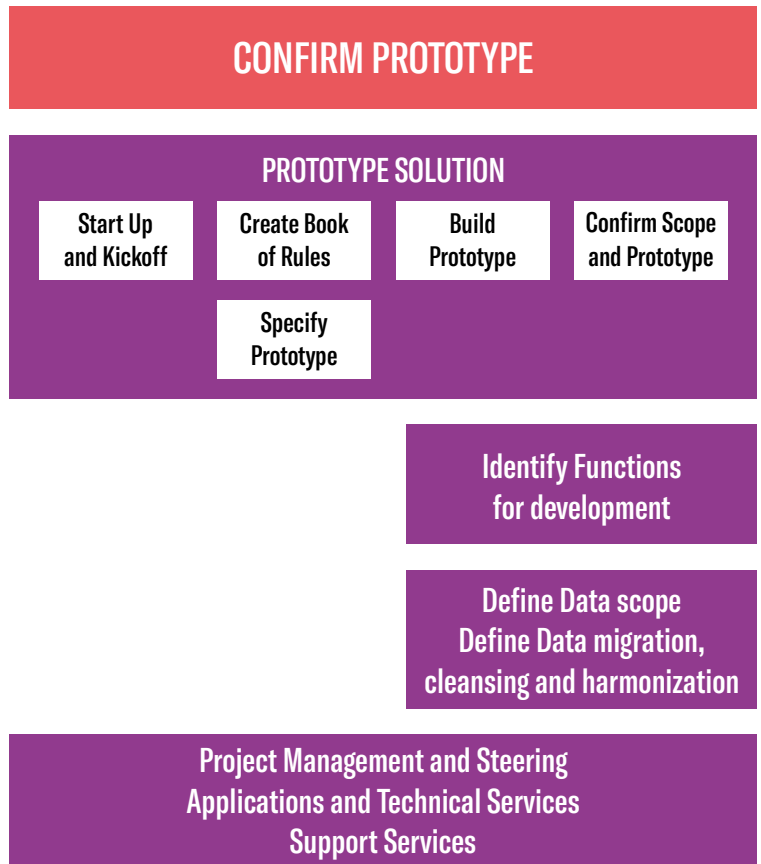 CONFIRM PROTOTYPE
PROTOTYPE SOLUTION
Start Up
and Kickoff
Create Book
of Rules
Build
Prototype
Confirm Scope
and Prototype
Specify
Prototype
Identify Functions
for development
Define Data scope
Define Data migration,
cleansing and harmonization
Project Management and Steering
Applications and Technical Services
Support Services